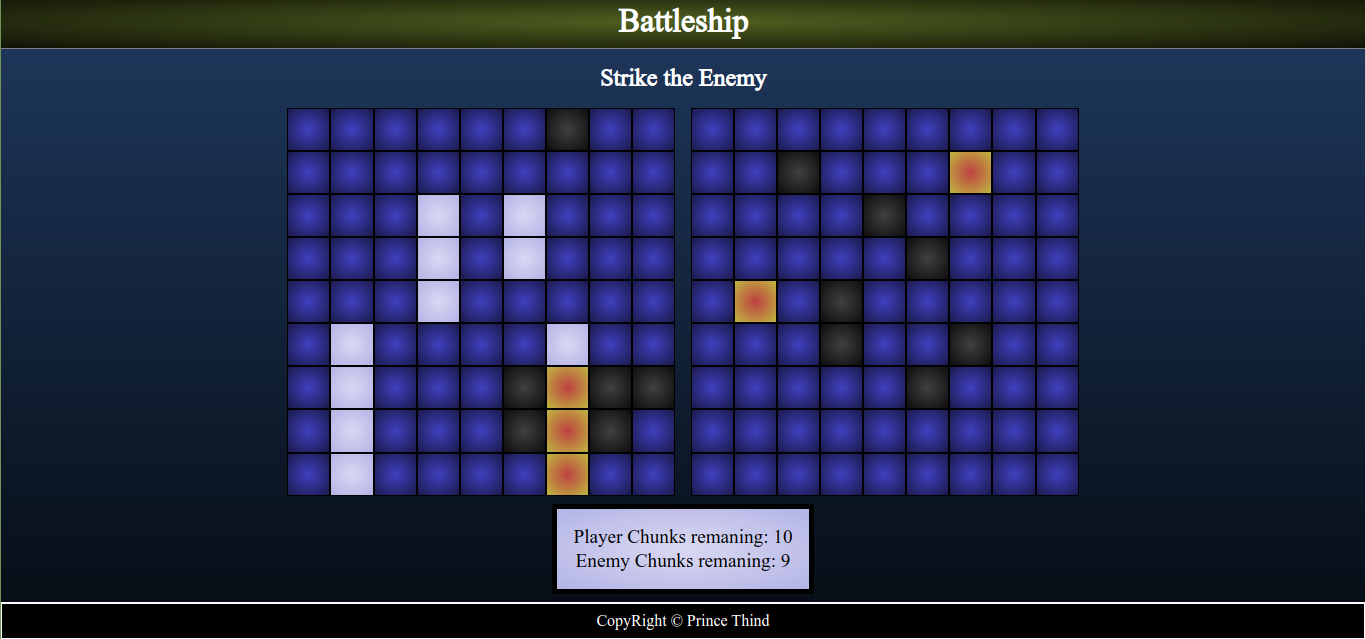 Battleship
Strike the Enemy
Player Chunks remaning: 10
Enemy Chunks remaning: 9
CopyRight © Prince Thind